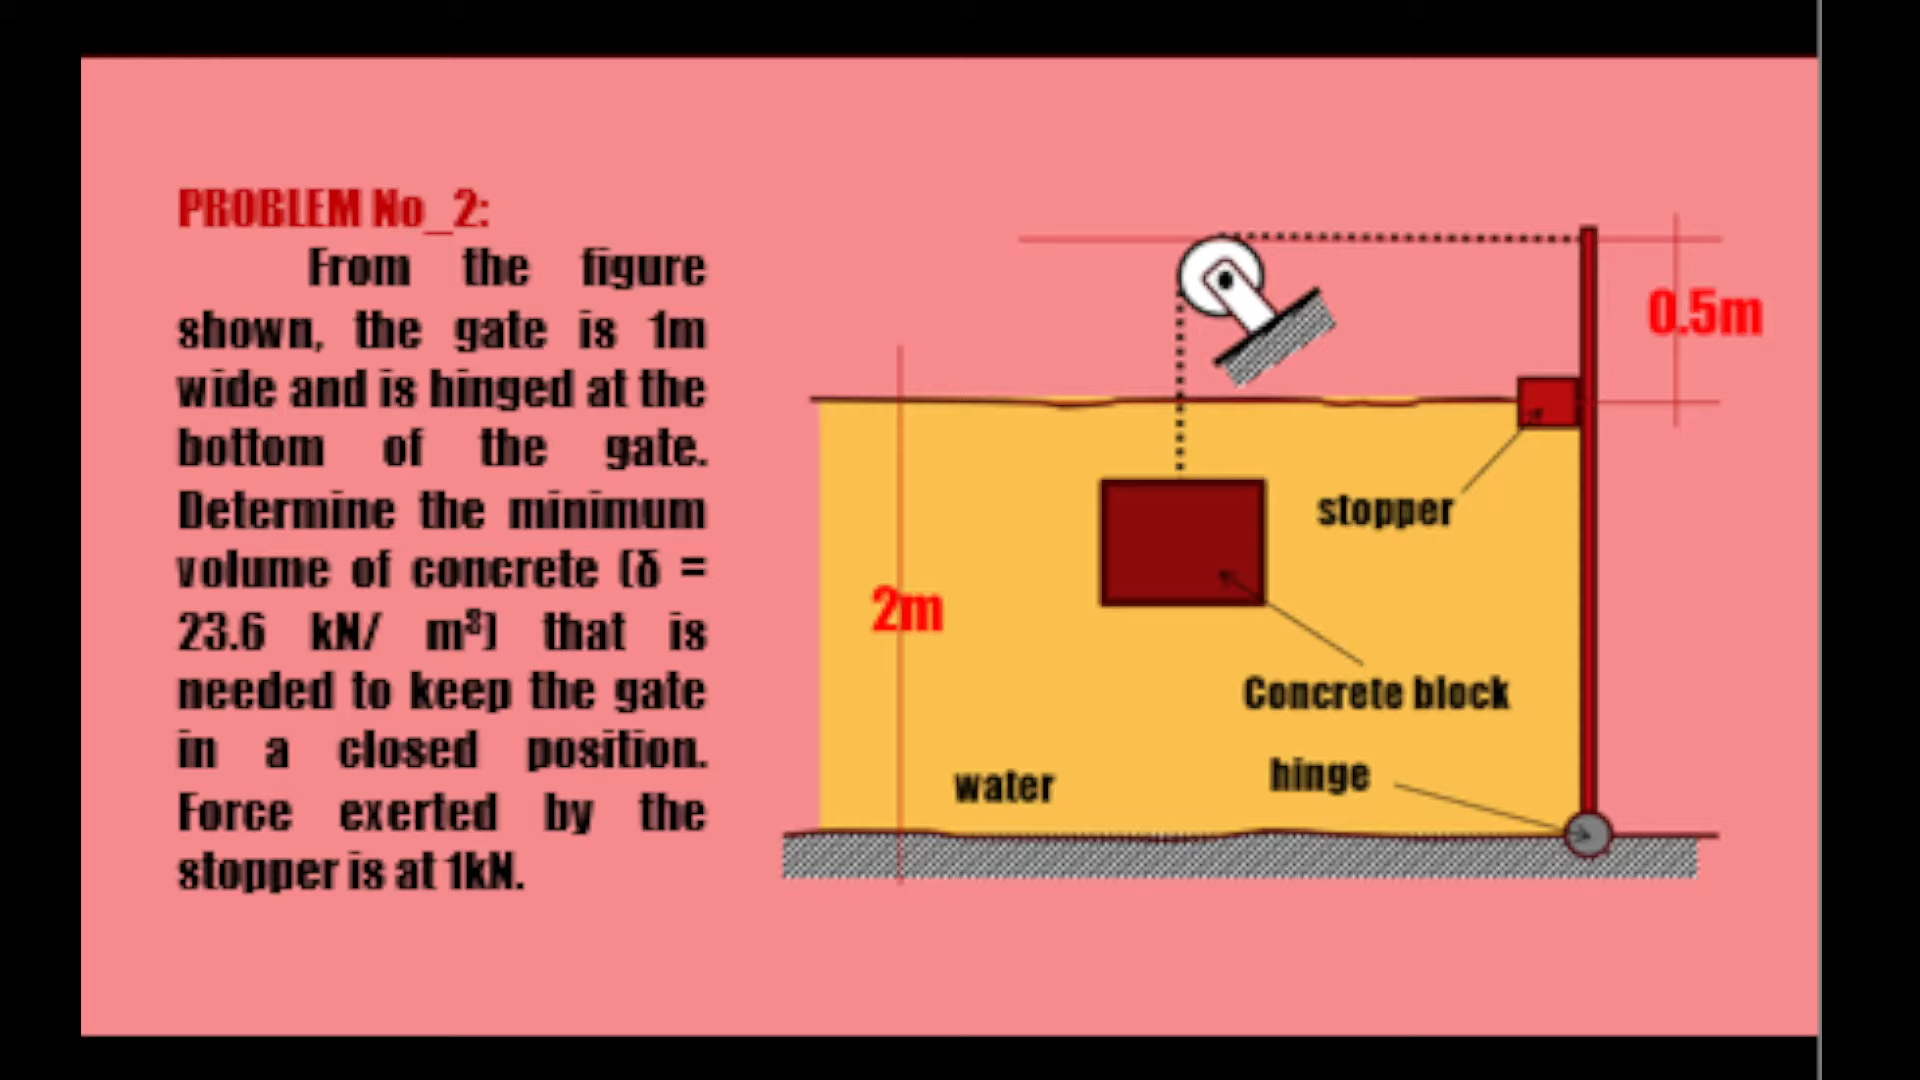 PROBLEM No_2:
From the figure
shown, the gate is 1m
wide and is hinged at the
bottom of the gate.
Determine the minimum
volume of concrete (δ =
23.6 kN/ m³) that is
needed to keep the gate
in a closed position.
Force exerted by the
stopper is at 1kN.
0.5m
stopper
2m
Concrete block
hinge
water